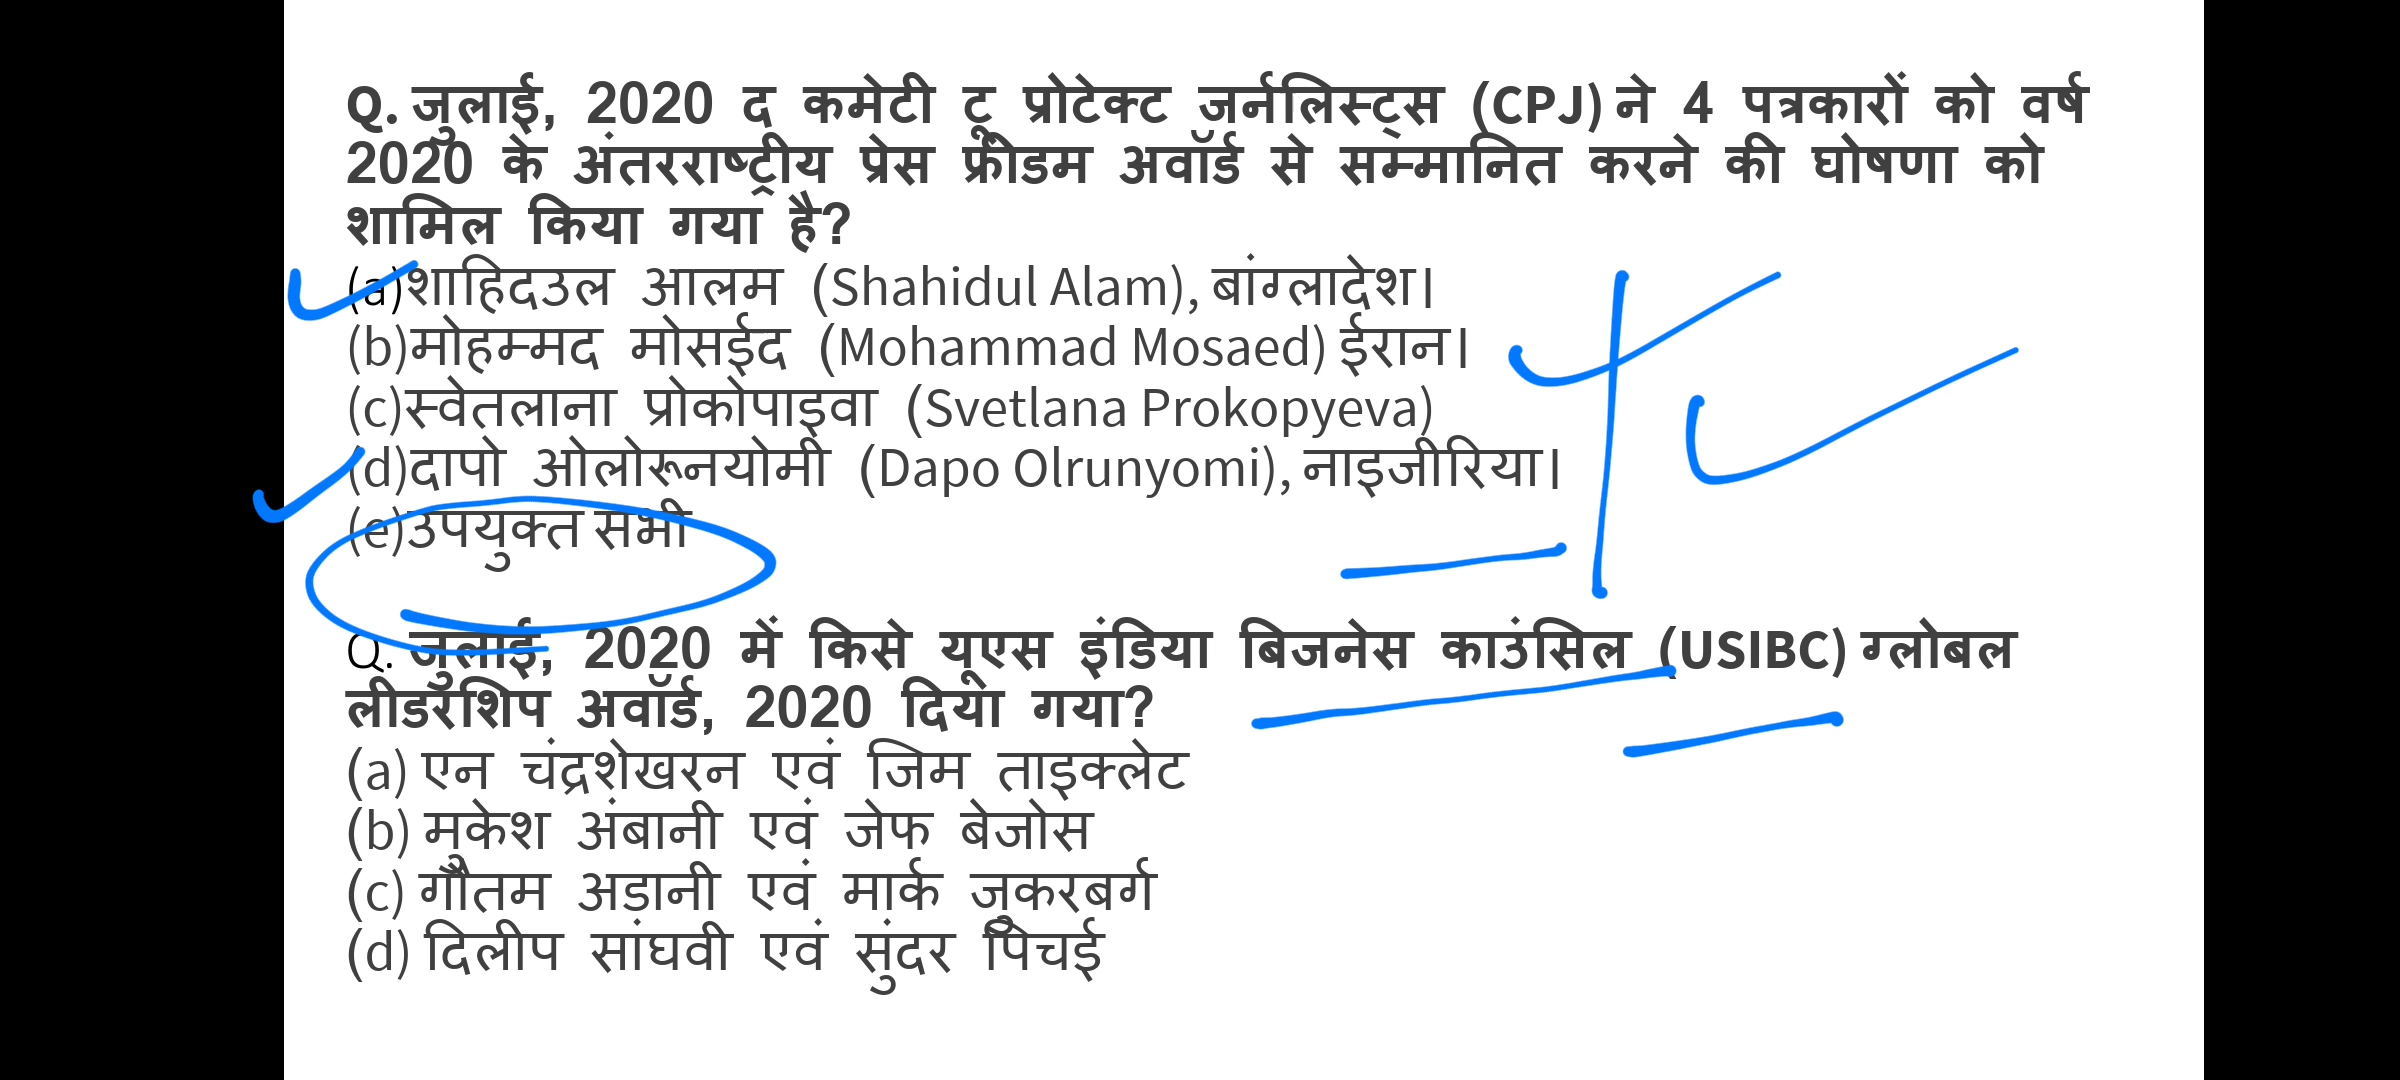 Q. जुलाई, 2020 द कमेटी टू प्रोटेक्ट जर्नलिस्ट्स (CPJ) ने 4 पत्रकारों को वर्ष
2020 के अंतरराष्ट्रीय प्रेस फ्रीडम अवॉर्ड से सम्मानित करने की घोषणा को
शामिल किया गया है?
(a)शाहिदउल आलम (Shahidul Alam), बांग्लादेश।
(b)मोहम्मद मोसईद (Mohammad Mosaed) ईरान।
(c)स्वेतलाना प्रोकोपाइवा (Svetlana Prokopyeva)
(d)दापो ओलोरूनयोमी (Dapo Olrunyomi), नाइजीरिया।
(e)उपयुक्त सभी
Q. जुलाई, 2020 में किसे यूएस इंडिया बिजनेस काउंसिल (USIBC) ग्लोबल
लीडरशिप अवॉर्ड, 2020 दिया गया?
(a) एन चंद्रशेखरन एवं जिम ताइक्लेट
(b) मुकेश अंबानी एवं जेफ बेजोस
(c) गौतम अडानी एवं मार्क जुकरबर्ग
(d) दिलीप सांघवी एवं सुंदर पिचई